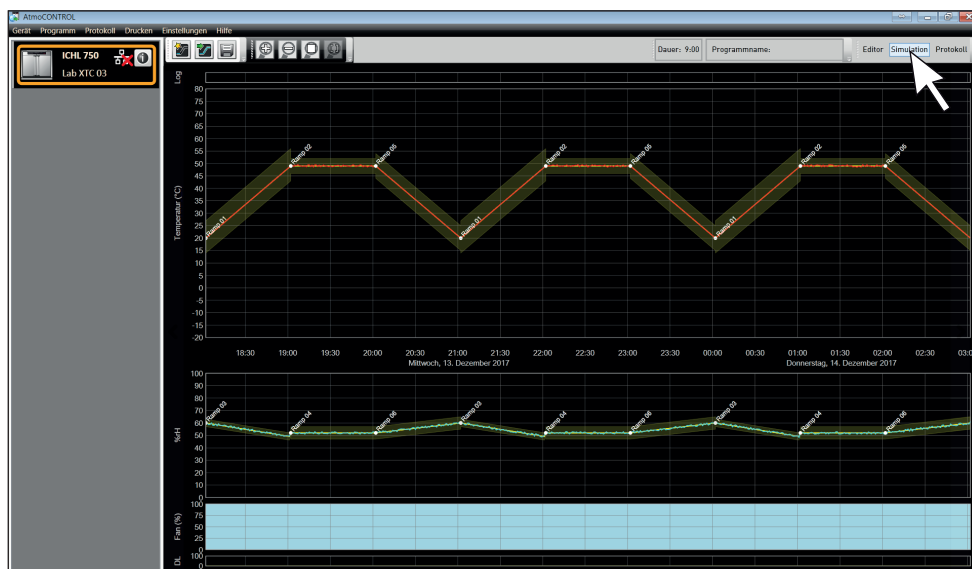 AtmoCONTROL
Gerät Programm Protokoll Drucken Einstellungen Hilfe
ICHL 750
Lab XTC 03
Dauer: 9:00 Programmname:
Editor Simulation Protokoll
Log
Temperatur (°C)
80
75
70
65
60
55
50
45
40
35
30
25
20
15
10
5
0
-5
-10
-15
-20
Ramp 01 Ramp 02 Ramp 05 Ramp 01 Ramp 02 Ramp 05 Ramp 01 Ramp 02 Ramp 05
18:30 19:00 19:30 20:00 20:30 21:00 21:30 22:00 22:30 23:00 23:30 00:00 00:30 01:00 01:30 02:00 02:30 03:0
Mittwoch, 13. Dezember 2017 Donnerstag, 14. Dezember 2017
%rH
100
90
80
70
60
50
40
30
20
10
0
Ramp 03 Ramp 04 Ramp 06 Ramp 03 Ramp 04 Ramp 06 Ramp 03 Ramp 04 Ramp 06
Fan (%)
100
75
50
25
0
DL
100
0